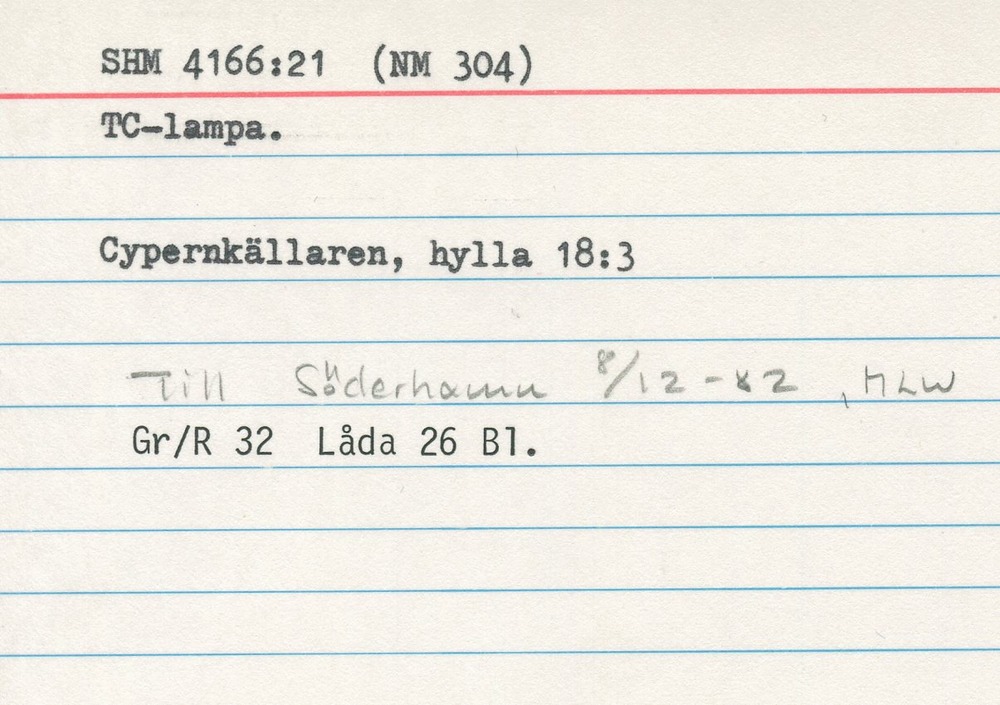 SHM 4166:21 (NM 304)
TC-lampa.
Cypernkällaren, hylla 18:3
Till Söderhamn 8/12-82, MLW
Gr/R 32 Låda 26 Bl.